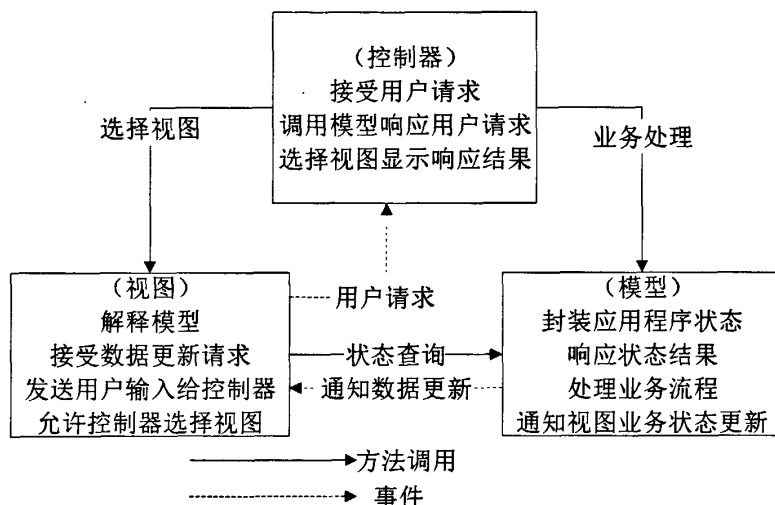 （控制器）
接受用户请求
调用模型响应用户请求
选择视图显示响应结果
选择视图
业务处理
用户请求
（视图）
解释模型
接受数据更新请求
发送用户输入给控制器
允许控制器选择视图
状态查询
通知数据更新
（模型）
封装应用程序状态
响应状态结果
处理业务流程
通知视图业务状态更新
方法调用
事件